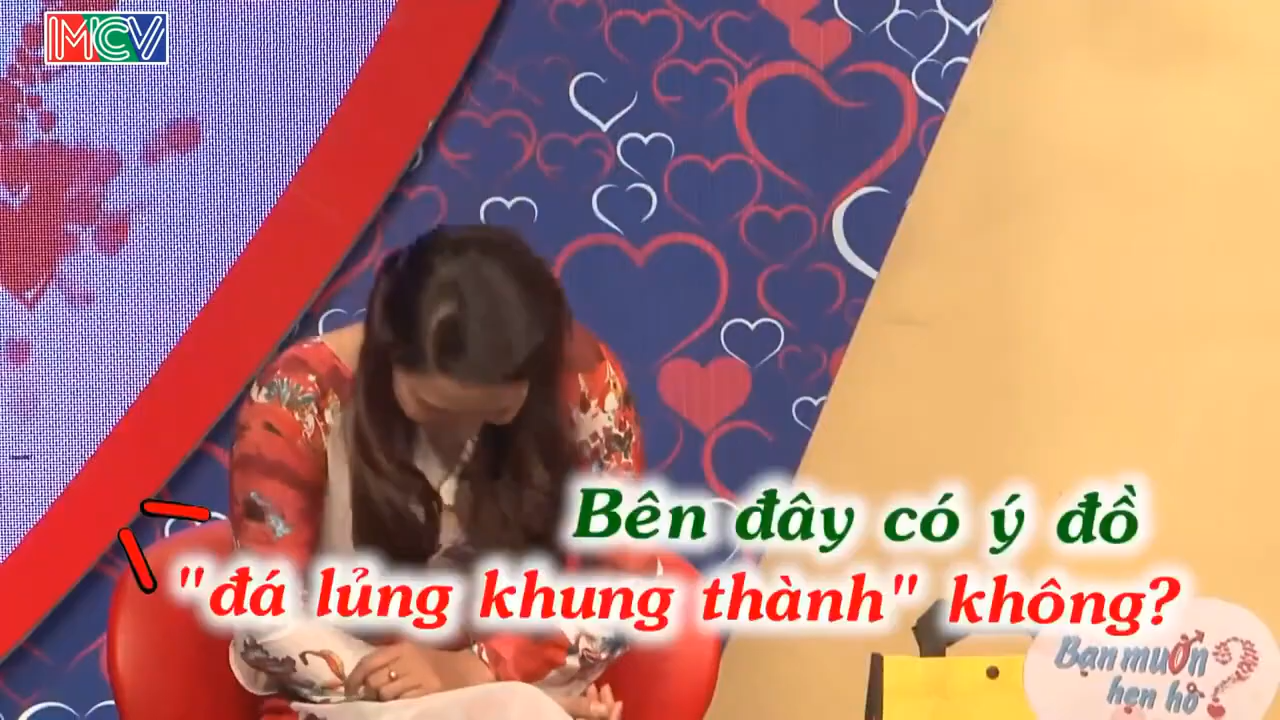 MCV
Bên đây có ý đồ
"đá lủng khung thành" không?
Bạn muốn
hẹn hò
?